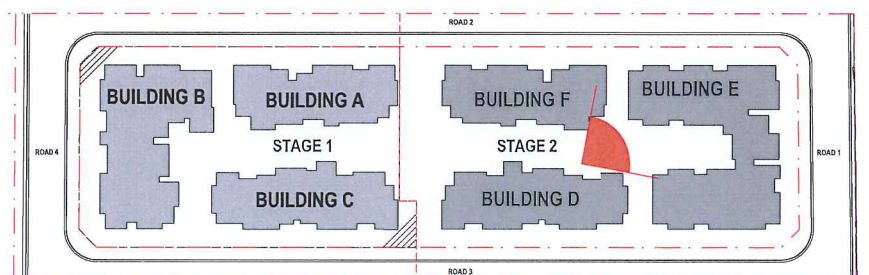 ROAD 2
BUILDING B
BUILDING A
BUILDING F
BUILDING E
STAGE 1
STAGE 2
ROAD 4
ROAD 1
BUILDING C
BUILDING D
ROAD 3